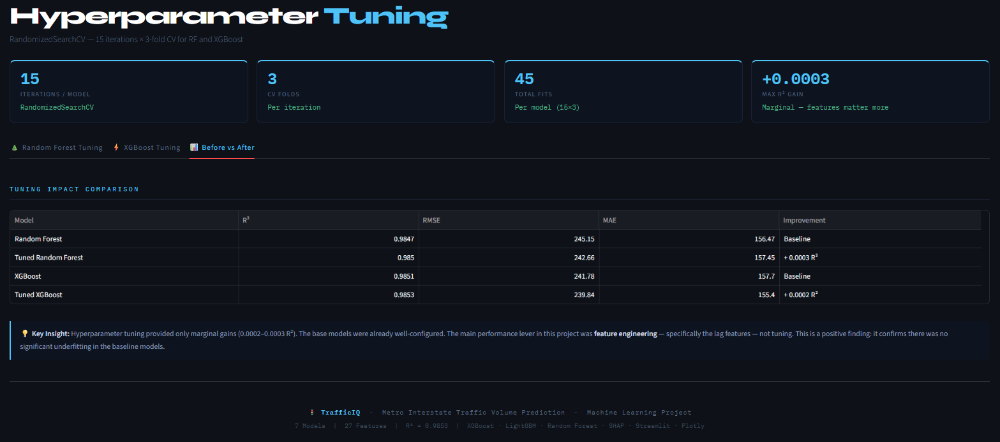 Hyperparameter Tuning
RandomizedSearchCV — 15 iterations × 3-fold CV for RF and XGBoost
15
ITERATIONS / MODEL
RandomizedSearchCV
3
CV FOLDS
Per iteration
45
TOTAL FITS
Per model (15×3)
+0.0003
MAX R² GAIN
Marginal — features matter more
Random Forest Tuning XGBoost Tuning Before vs After
TUNING IMPACT COMPARISON
Model R² RMSE MAE Improvement
Random Forest 0.9847 245.15 156.47 Baseline
Tuned Random Forest 0.985 242.66 157.45 + 0.0003 R²
XGBoost 0.9851 241.78 157.7 Baseline
Tuned XGBoost 0.9853 239.84 155.4 + 0.0002 R²
Key Insight: Hyperparameter tuning provided only marginal gains (0.0002–0.0003 R²). The base models were already well-configured. The main performance lever in this project was feature engineering — specifically the lag features — not tuning. This is a positive finding: it confirms there was no
significant underfitting in the baseline models.
TrafficIQ · Metro Interstate Traffic Volume Prediction · Machine Learning Project
7 Models | 27 Features | R² = 0.9853 | XGBoost · LightGBM · Random Forest · SHAP · Streamlit · Plotly